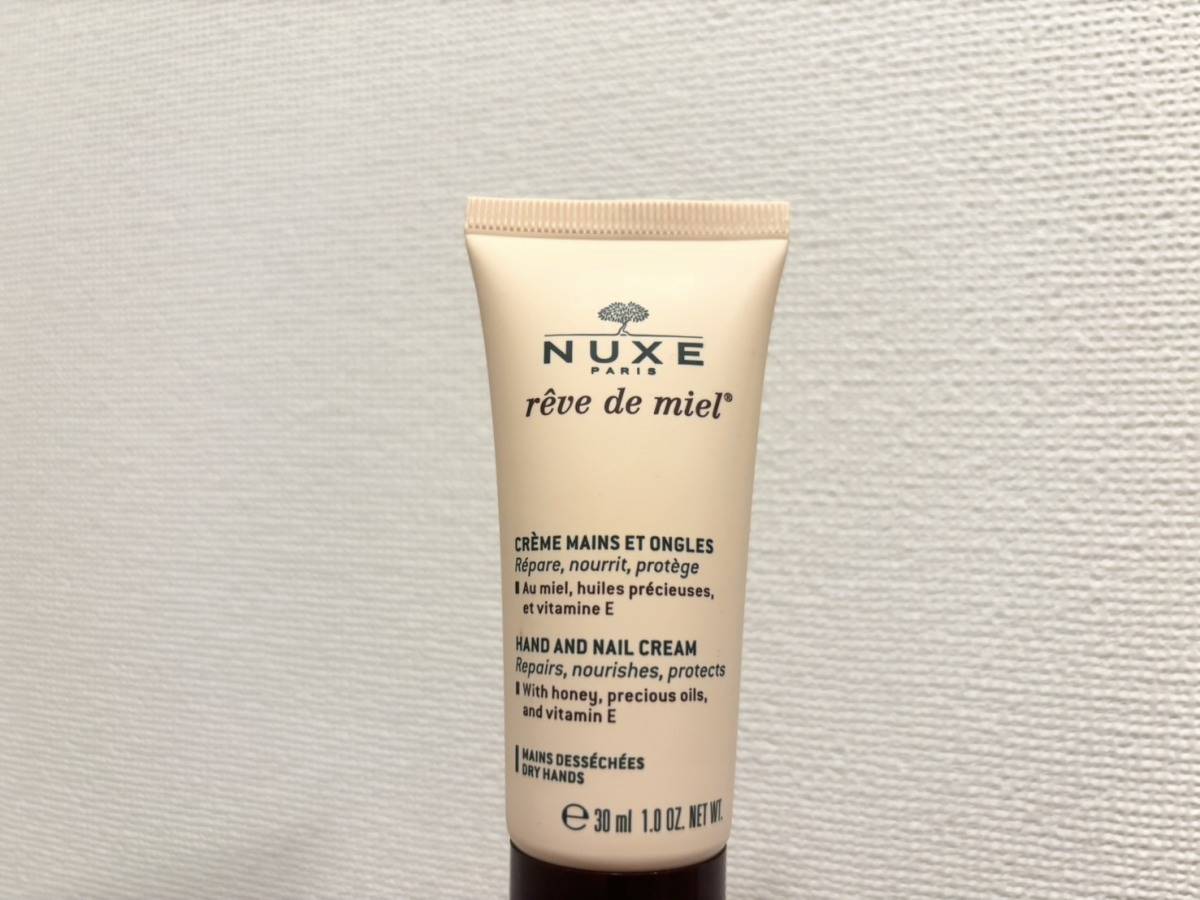 NUXE
PARIS
rêve de miel®
CRÈME MAINS ET ONGLES
Répare, nourrit, protège
Au miel, huiles précieuses,
et vitamine E
HAND AND NAIL CREAM
Repairs, nourishes, protects
With honey, precious oils,
and vitamin E
MAINS DESSÉCHÉES
DRY HANDS
℮ 30 ml 1.0 OZ. NET WT.